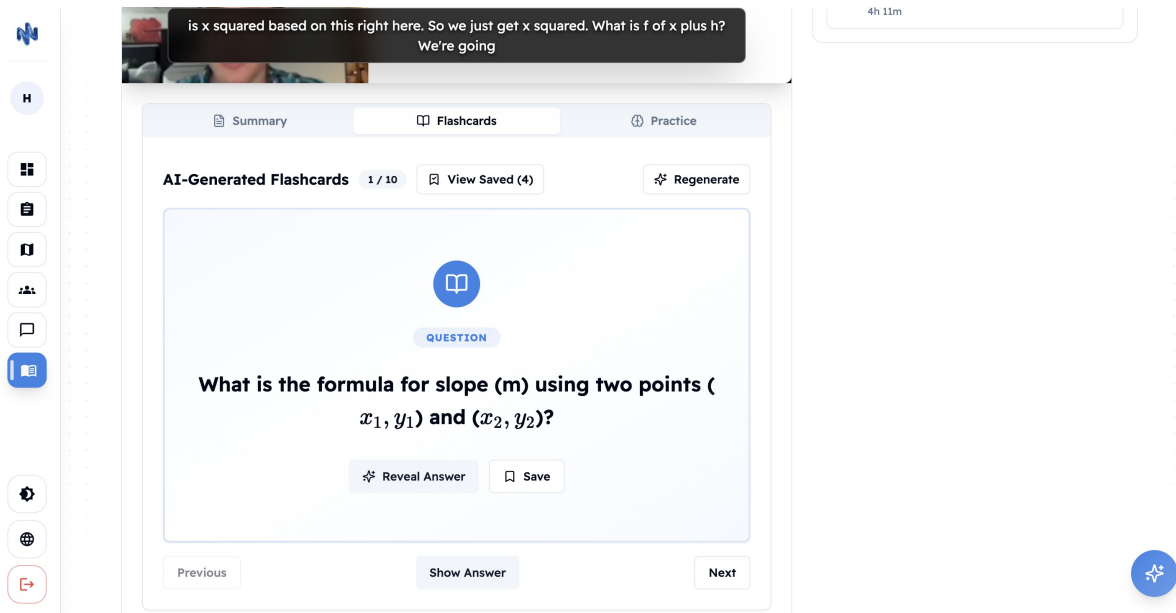 is x squared based on this right here. So we just get x squared. What is f of x plus h?
We're going
4h 11m
H
Summary
Flashcards
Practice
AI-Generated Flashcards
1 / 10
View Saved (4)
Regenerate
QUESTION
What is the formula for slope (m) using two points (
x₁, y₁) and (x₂, y₂)?
Reveal Answer
Save
Previous
Show Answer
Next